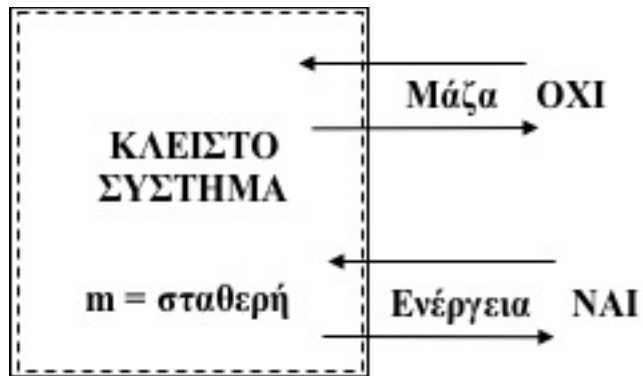 Μάζα ΟΧΙ
ΚΛΕΙΣΤΟ
ΣΥΣΤΗΜΑ
m = σταθερή
Ενέργεια ΝΑΙ